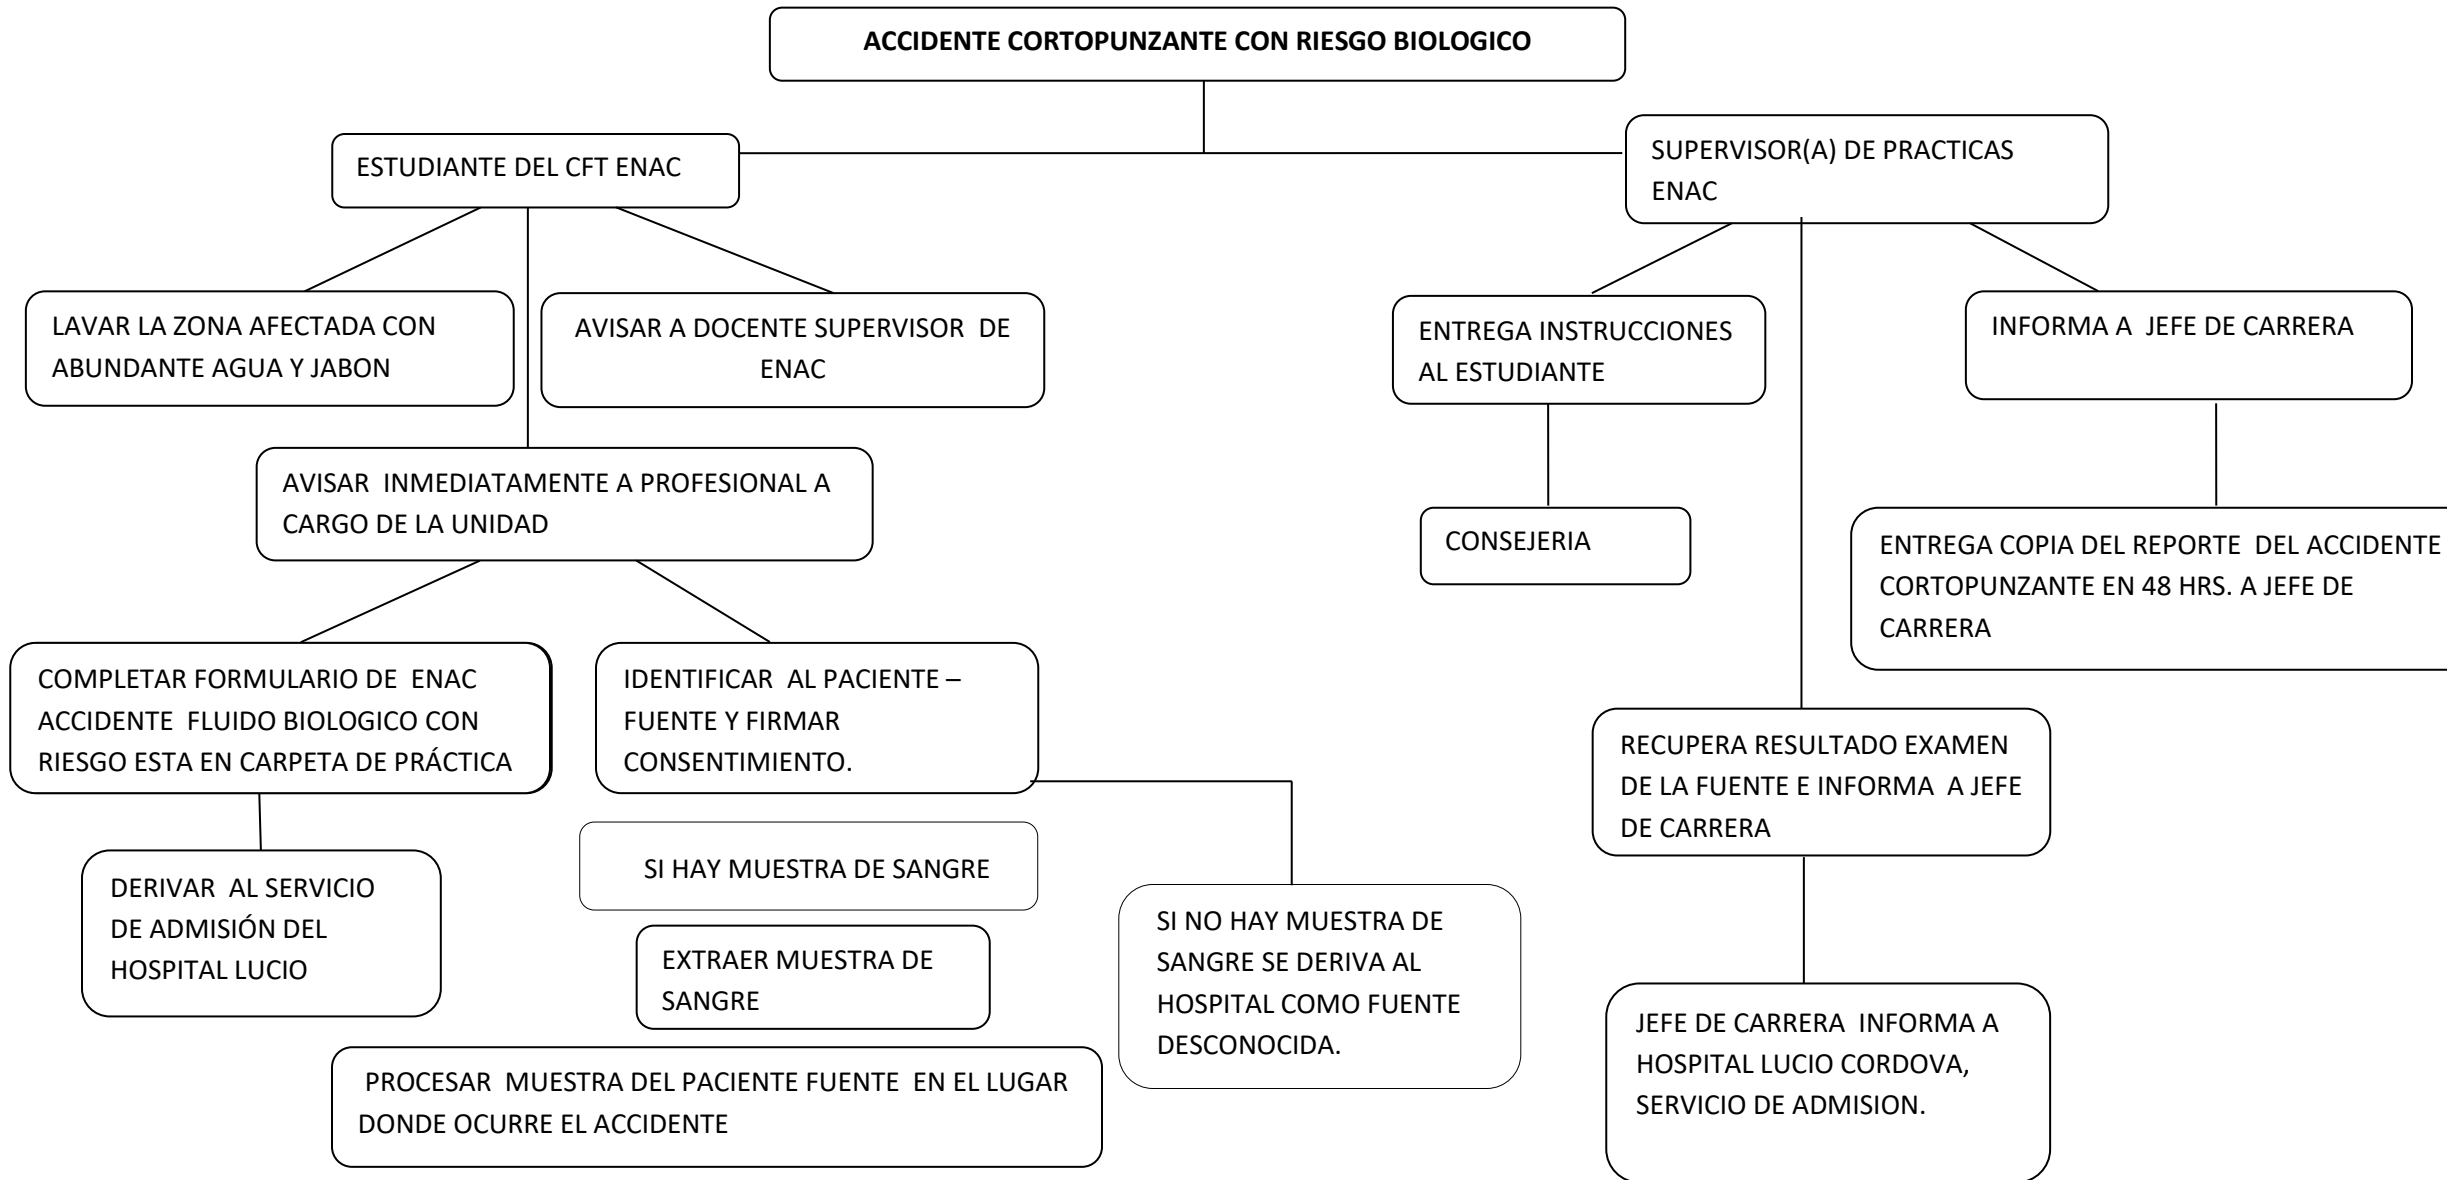 ACCIDENTE CORTOPUNZANTE CON RIESGO BIOLOGICO
ESTUDIANTE DEL CFT ENAC
SUPERVISOR(A) DE PRACTICAS
ENAC
LAVAR LA ZONA AFECTADA CON
ABUNDANTE AGUA Y JABON
AVISAR A DOCENTE SUPERVISOR DE
ENAC
ENTREGA INSTRUCCIONES
AL ESTUDIANTE
INFORMA A JEFE DE CARRERA
AVISAR INMEDIATAMENTE A PROFESIONAL A
CARGO DE LA UNIDAD
CONSEJERIA
ENTREGA COPIA DEL REPORTE DEL ACCIDENTE
CORTOPUNZANTE EN 48 HRS. A JEFE DE
CARRERA
COMPLETAR FORMULARIO DE ENAC
ACCIDENTE FLUIDO BIOLOGICO CON
RIESGO ESTA EN CARPETA DE PRÁCTICA
IDENTIFICAR AL PACIENTE –
FUENTE Y FIRMAR
CONSENTIMIENTO.
RECUPERA RESULTADO EXAMEN
DE LA FUENTE E INFORMA A JEFE
DE CARRERA
DERIVAR AL SERVICIO
DE ADMISIÓN DEL
HOSPITAL LUCIO
SI HAY MUESTRA DE SANGRE
EXTRAER MUESTRA DE
SANGRE
SI NO HAY MUESTRA DE
SANGRE SE DERIVA AL
HOSPITAL COMO FUENTE
DESCONOCIDA.
PROCESAR MUESTRA DEL PACIENTE FUENTE EN EL LUGAR
DONDE OCURRE EL ACCIDENTE
JEFE DE CARRERA INFORMA A
HOSPITAL LUCIO CORDOVA,
SERVICIO DE ADMISION.